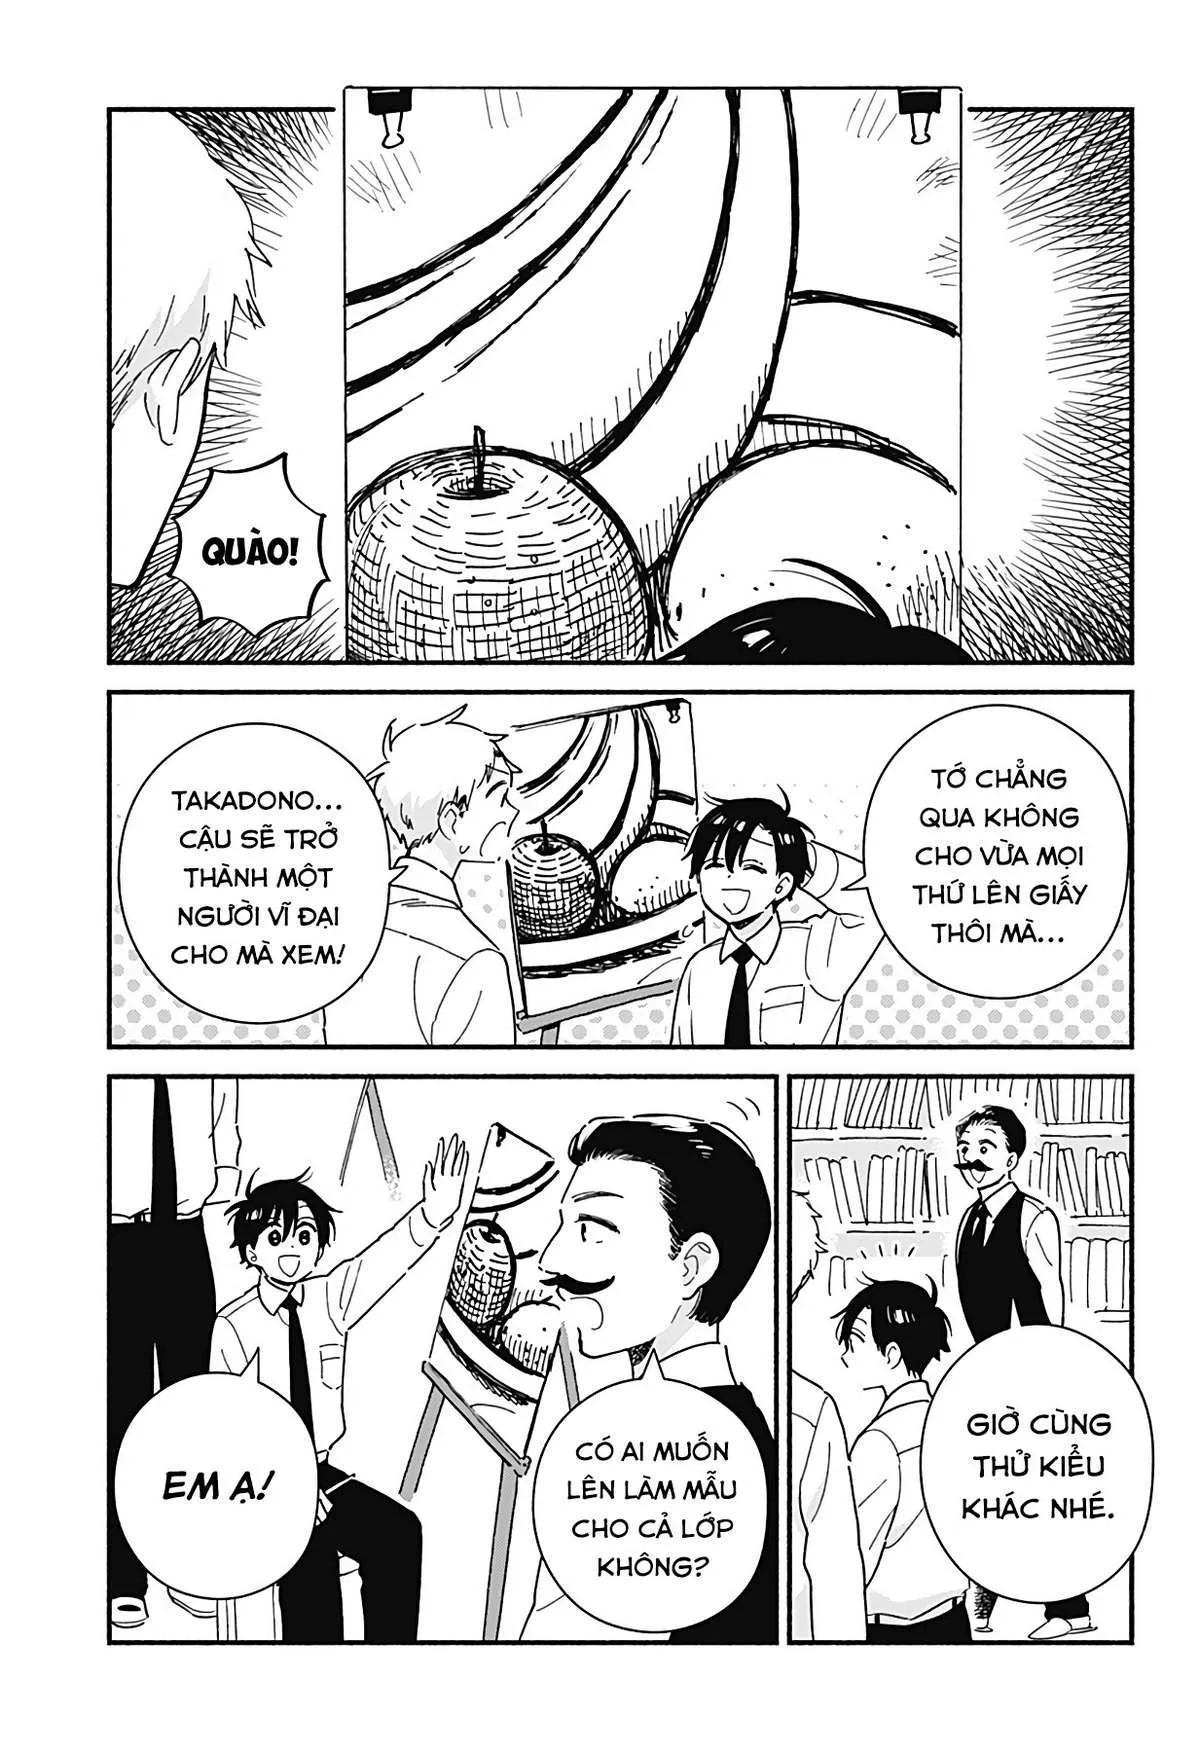 QUÀO!
TỚ CHẲNG
QUA KHÔNG
CHO VỪA MỌI
THỨ LÊN GIẤY
THÔI MÀ...
TAKADONO...
CẬU SẼ TRỞ
THÀNH MỘT
NGƯỜI VĨ ĐẠI
CHO MÀ XEM!
GIỜ CÙNG
THỬ KIỂU
KHÁC NHÉ.
CÓ AI MUỐN
LÊN LÀM MẪU
CHO CẢ LỚP
KHÔNG?
EM Ạ!